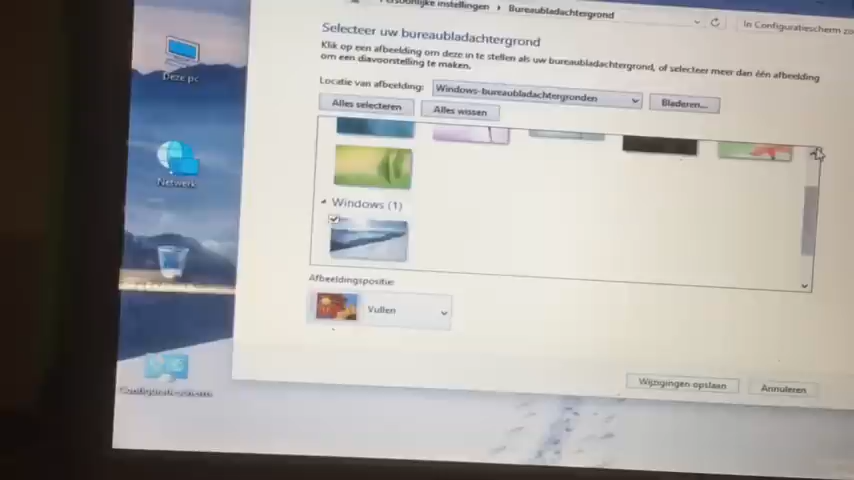 Persoonlijke instellingen › Bureaubladachtergrond
In Configuratiescherm zo
Selecteer uw bureaubladachtergrond
Klik op een afbeelding om deze in te stellen als uw bureaubladachtergrond, of selecteer meer dan één afbeelding
om een diavoorstelling te maken.
Locatie van afbeelding: Windows-bureaubladachtergronden Bladeren...
Alles selecteren Alles wissen
Windows (1)
Afbeeldingspositie:
Vullen
Wijzigingen opslaan Annuleren
Deze pc
Netwerk
Configuratiescherm